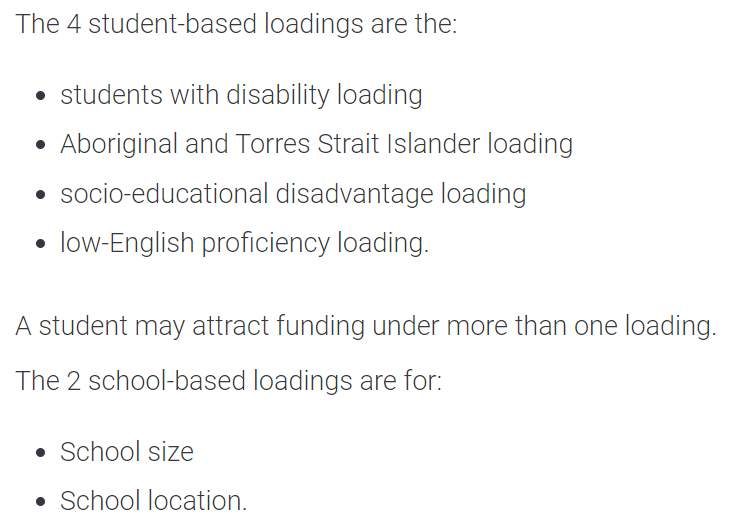 The 4 student-based loadings are the:
• students with disability loading
• Aboriginal and Torres Strait Islander loading
• socio-educational disadvantage loading
• low-English proficiency loading.
A student may attract funding under more than one loading.
The 2 school-based loadings are for:
• School size
• School location.